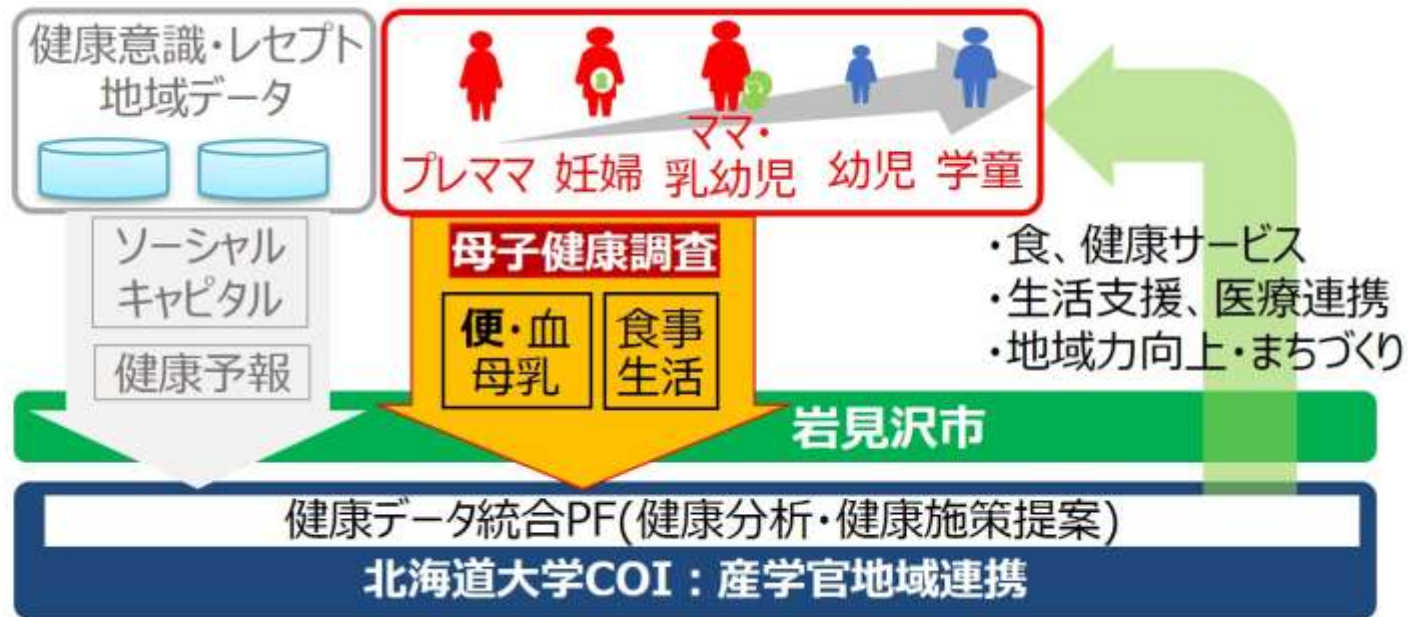 健康意識・レセプト
地域データ
プレママ
妊婦
ママ・
乳幼児
幼児
学童
ソーシャル
キャピタル
健康予報
母子健康調査
便・血
母乳
食事
生活
・食、健康サービス
・生活支援、医療連携
・地域力向上・まちづくり
岩見沢市
健康データ統合PF(健康分析・健康施策提案)
北海道大学COI：産学官地域連携